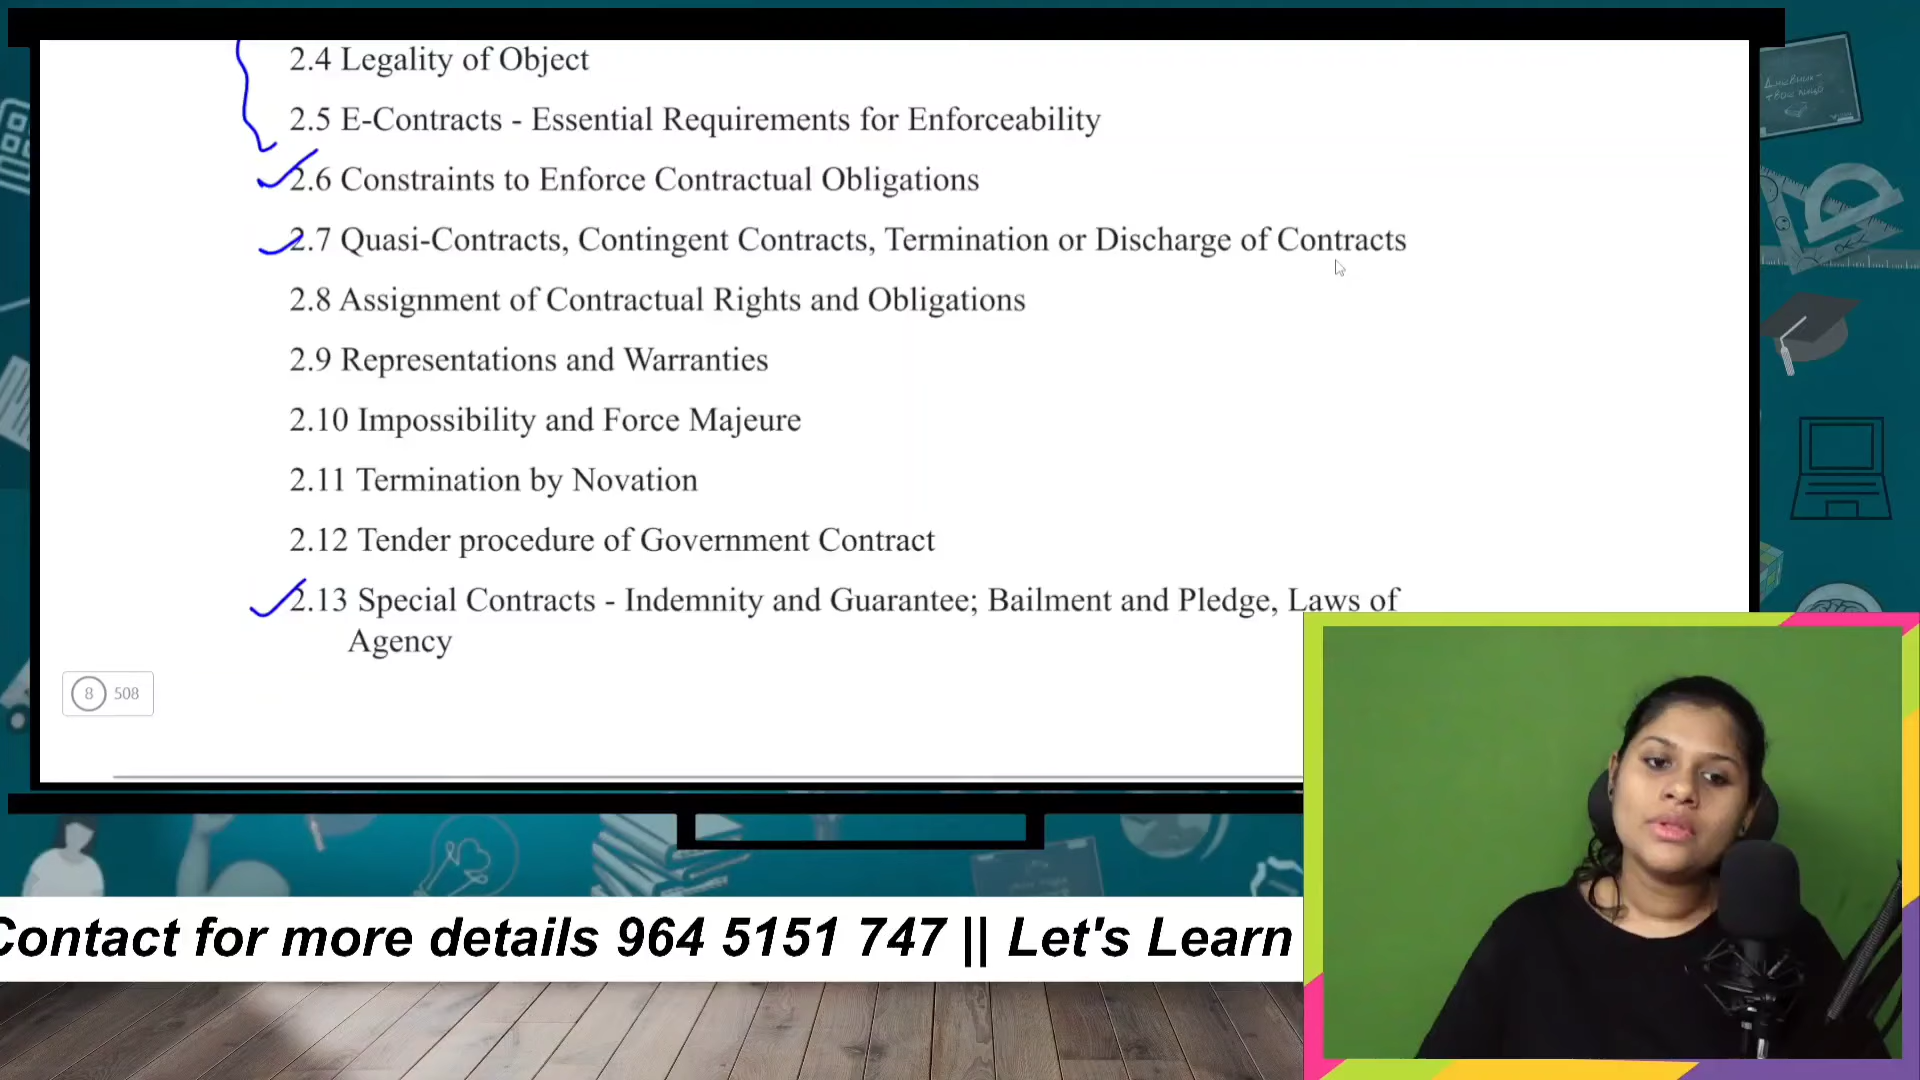 2.4 Legality of Object
2.5 E-Contracts - Essential Requirements for Enforceability
2.6 Constraints to Enforce Contractual Obligations
2.7 Quasi-Contracts, Contingent Contracts, Termination or Discharge of Contracts
2.8 Assignment of Contractual Rights and Obligations
2.9 Representations and Warranties
2.10 Impossibility and Force Majeure
2.11 Termination by Novation
2.12 Tender procedure of Government Contract
2.13 Special Contracts - Indemnity and Guarantee; Bailment and Pledge, Laws of
Agency
8 508
Contact for more details 964 5151 747 || Let's Learn